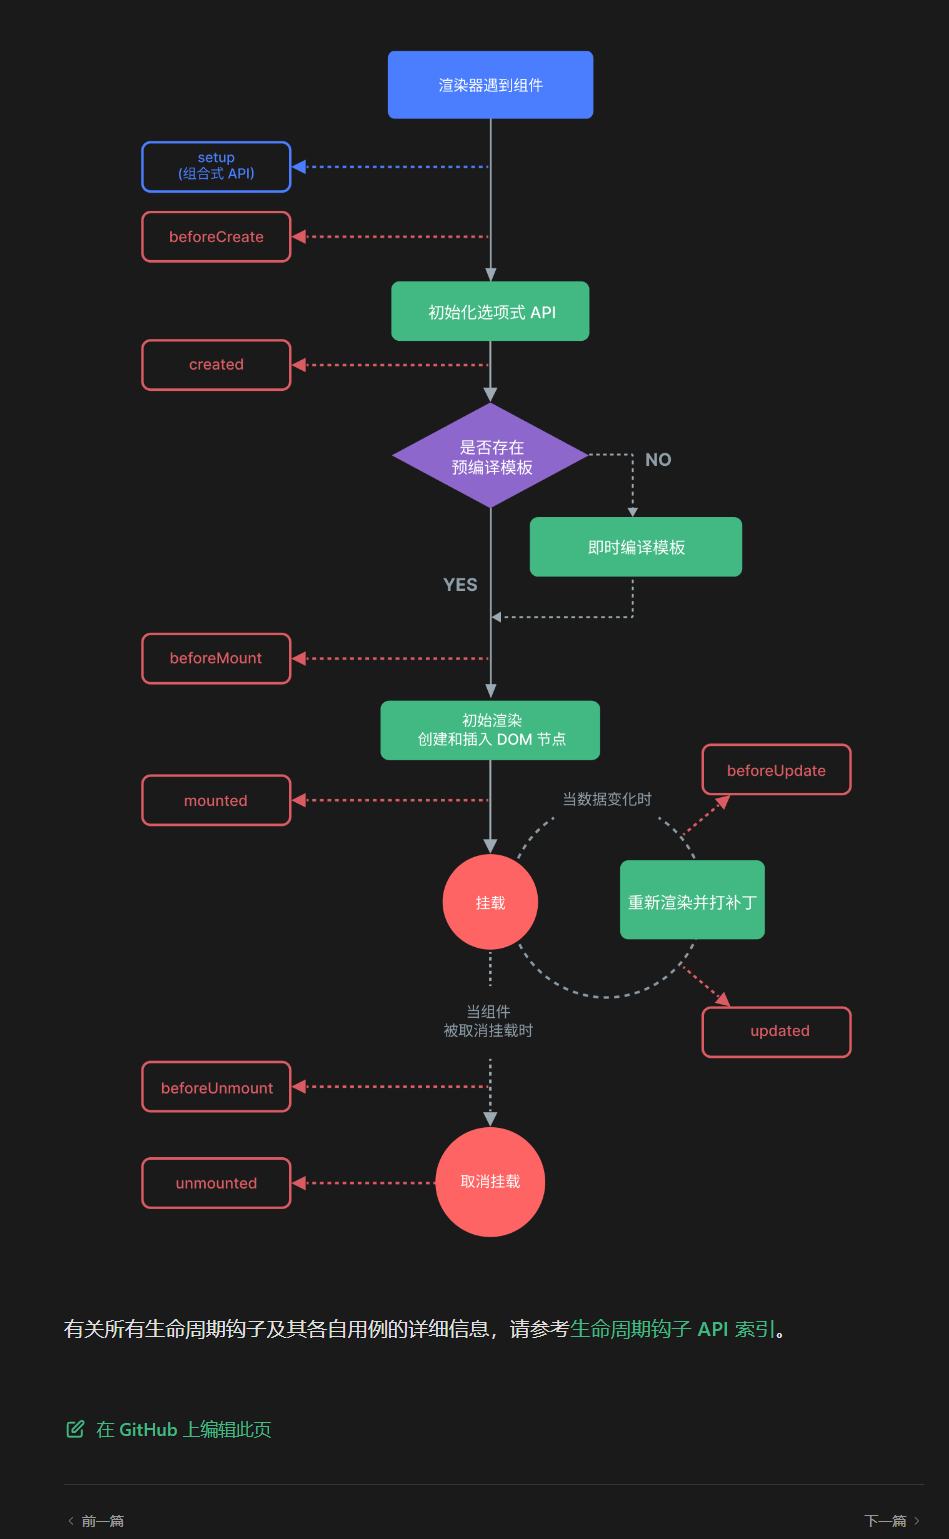 渲染器遇到组件
setup
(组合式 API)
beforeCreate
初始化选项式 API
created
是否存在
预编译模板
NO
即时编译模板
YES
beforeMount
初始渲染
创建和插入 DOM 节点
beforeUpdate
mounted
当数据变化时
挂载
重新渲染并打补丁
当组件
被取消挂载时
updated
beforeUnmount
unmounted
取消挂载
有关所有生命周期钩子及其各自用例的详细信息，请参考生命周期钩子 API 索引。
在 GitHub 上编辑此页
前一篇
下一篇